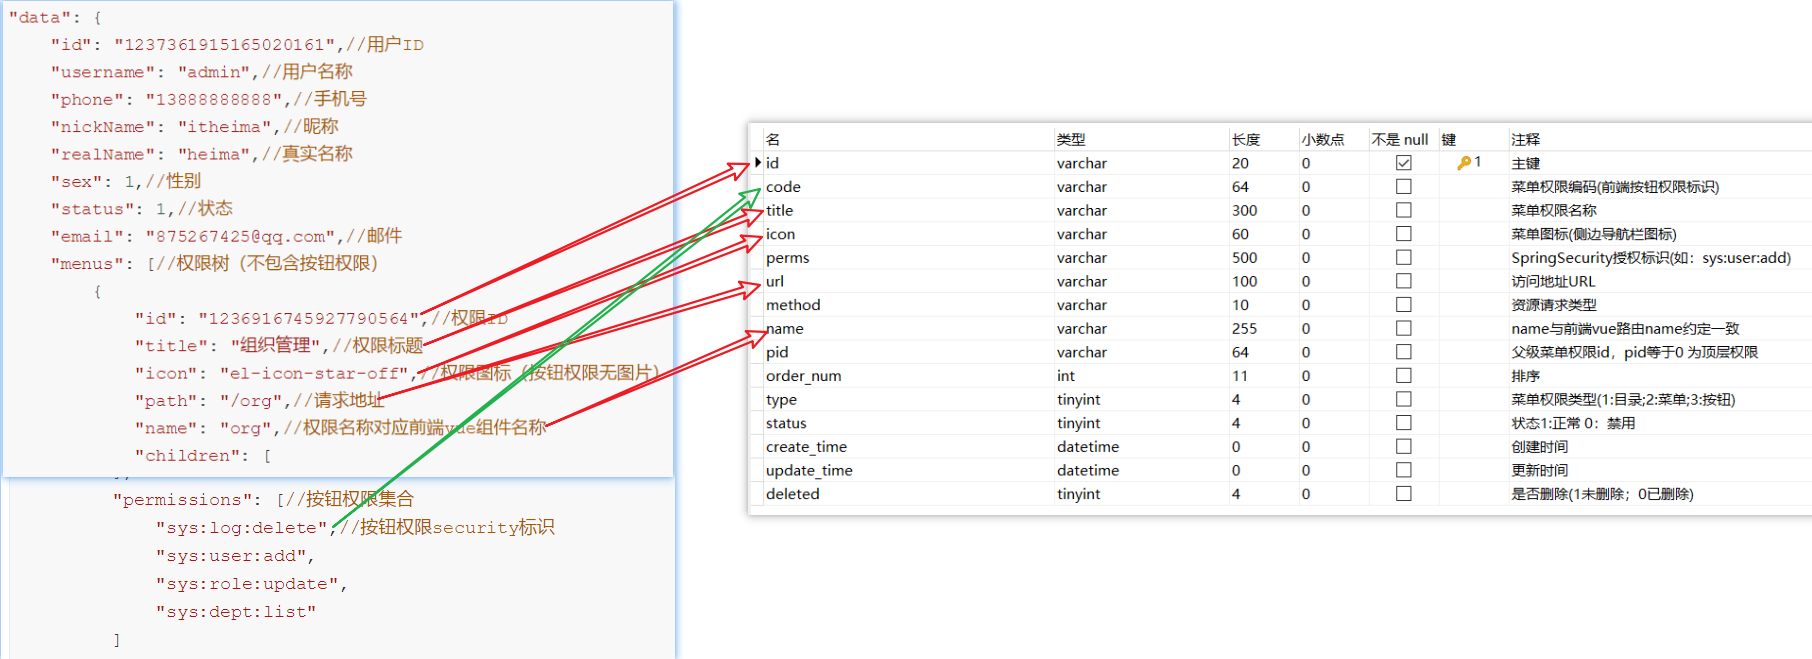 "data": {
"id": "1237361915165020161",//用户ID
"username": "admin",//用户名称
"phone": "13888888888",//手机号
"nickName": "itheima",//昵称
"realName": "heima",//真实名称
"sex": 1,//性别
"status": 1,//状态
"email": "875267425@qq.com",//邮件
"menus": [//权限树（不包含按钮权限）
{
"id": "1236916745927790564",//权限ID
"title": "组织管理",//权限标题
"icon": "el-icon-star-off",//权限图标（按钮权限无图片）
"path": "/org",//请求地址
"name": "org",//权限名称对应前端vue组件名称
"children": [
"permissions": [//按钮权限集合
"sys:log:delete",//按钮权限security标识
"sys:user:add",
"sys:role:update",
"sys:dept:list"
]
名 类型 长度 小数点 不是 null 键 注释
id varchar 20 0 1 主键
code varchar 64 0 菜单权限编码(前端按钮权限标识)
title varchar 300 0 菜单权限名称
icon varchar 60 0 菜单图标(侧边导航栏图标)
perms varchar 500 0 SpringSecurity授权标识(如：sys:user:add)
url varchar 100 0 访问地址URL
method varchar 10 0 资源请求类型
name varchar 255 0 name与前端vue路由name约定一致
pid varchar 64 0 父级菜单权限id，pid等于0 为顶层权限
order_num int 11 0 排序
type tinyint 4 0 菜单权限类型(1:目录;2:菜单;3:按钮)
status tinyint 4 0 状态1:正常 0：禁用
create_time datetime 0 0 创建时间
update_time datetime 0 0 更新时间
deleted tinyint 4 0 是否删除(1未删除；0已删除)